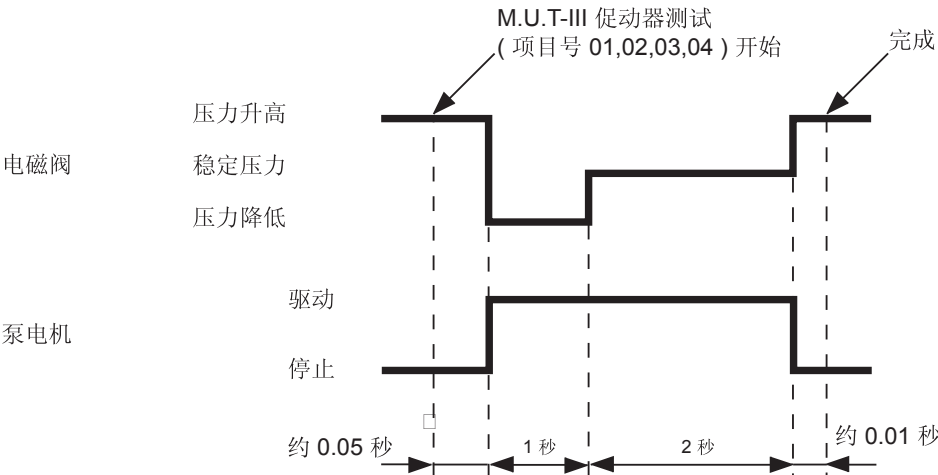 M.U.T-III 促动器测试
( 项目号 01,02,03,04 ) 开始
完成
压力升高
电磁阀
稳定压力
压力降低
驱动
泵电机
停止
约 0.05 秒
1 秒
2 秒
约 0.01 秒